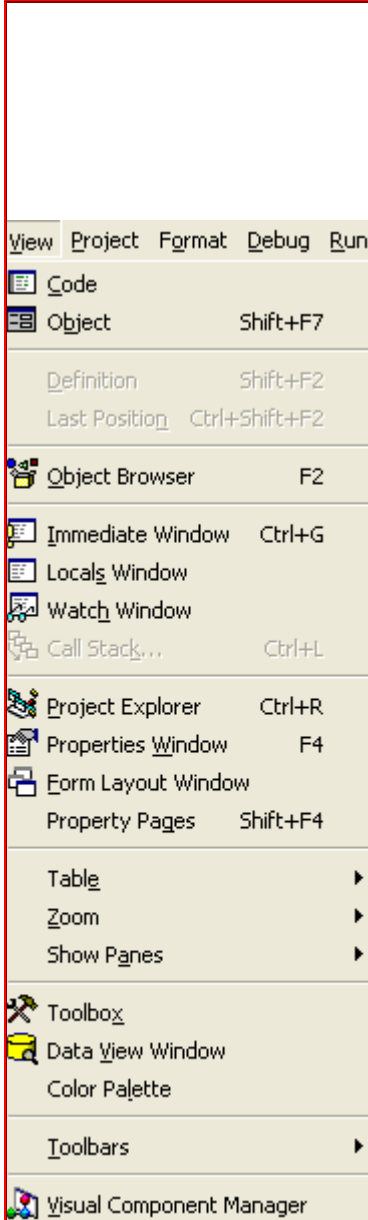 View Project Format Debug Run
Code
Object Shift+F7
Definition Shift+F2
Last Position Ctrl+Shift+F2
Object Browser F2
Immediate Window Ctrl+G
Locals Window
Watch Window
Call Stack... Ctrl+L
Project Explorer Ctrl+R
Properties Window F4
Form Layout Window
Property Pages Shift+F4
Table
Zoom
Show Panes
Toolbox
Data View Window
Color Palette
Toolbars
Visual Component Manager